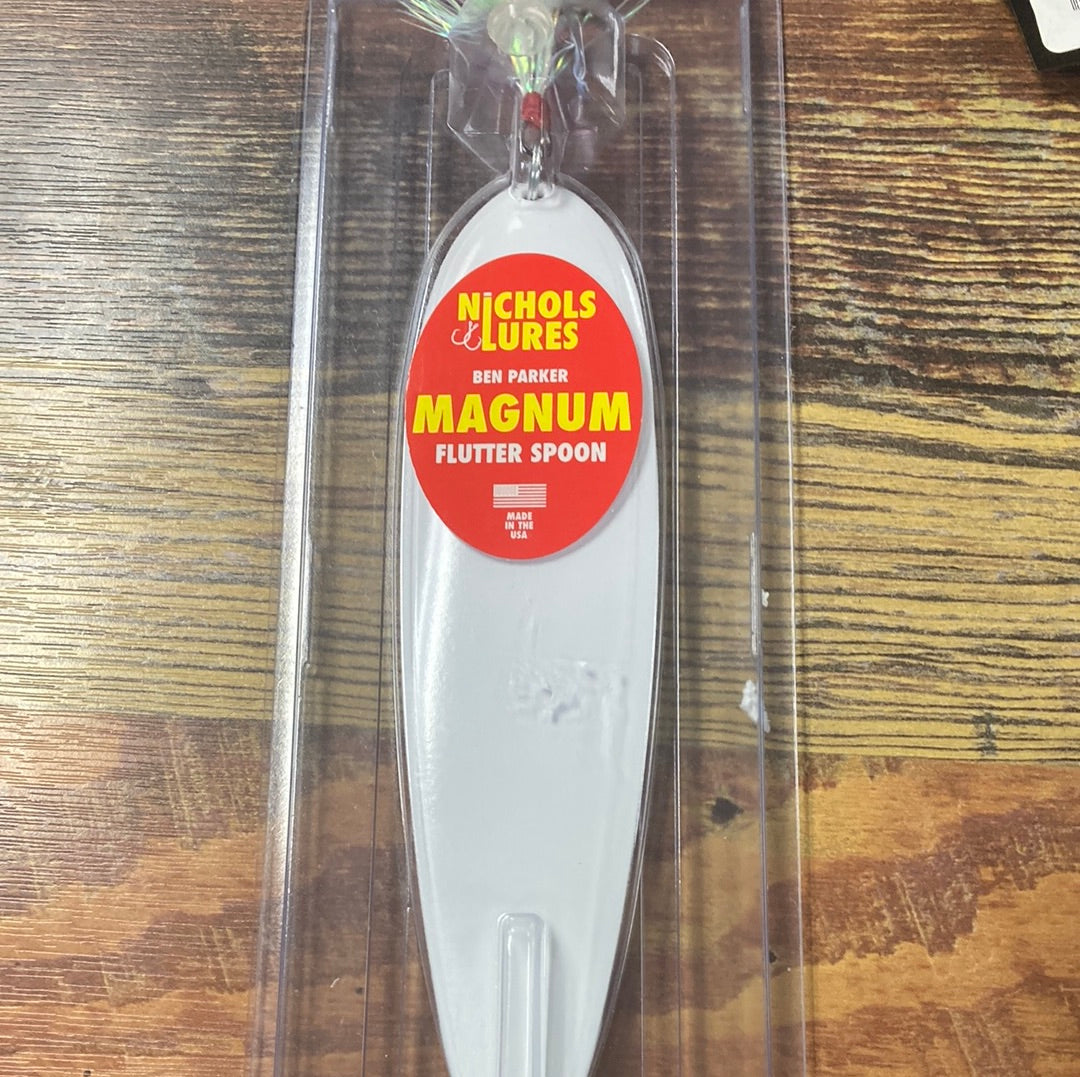 NiCHOLS
LURES
BEN PARKER
MAGNUM
FLUTTER SPOON
MADE
IN THE
USA